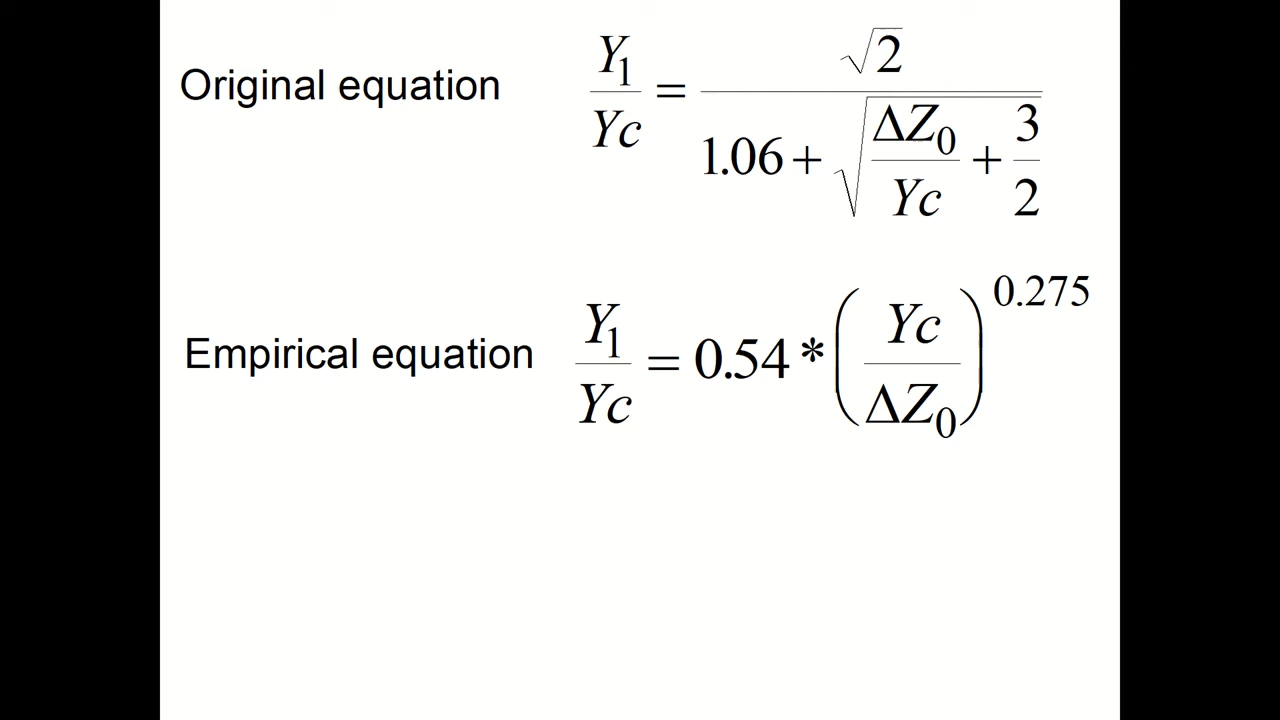 Original equation Y₁/Yc = √2 / (1.06 + √(ΔZ₀/Yc + 3/2))
Empirical equation Y₁/Yc = 0.54 * (Yc/ΔZ₀)^0.275